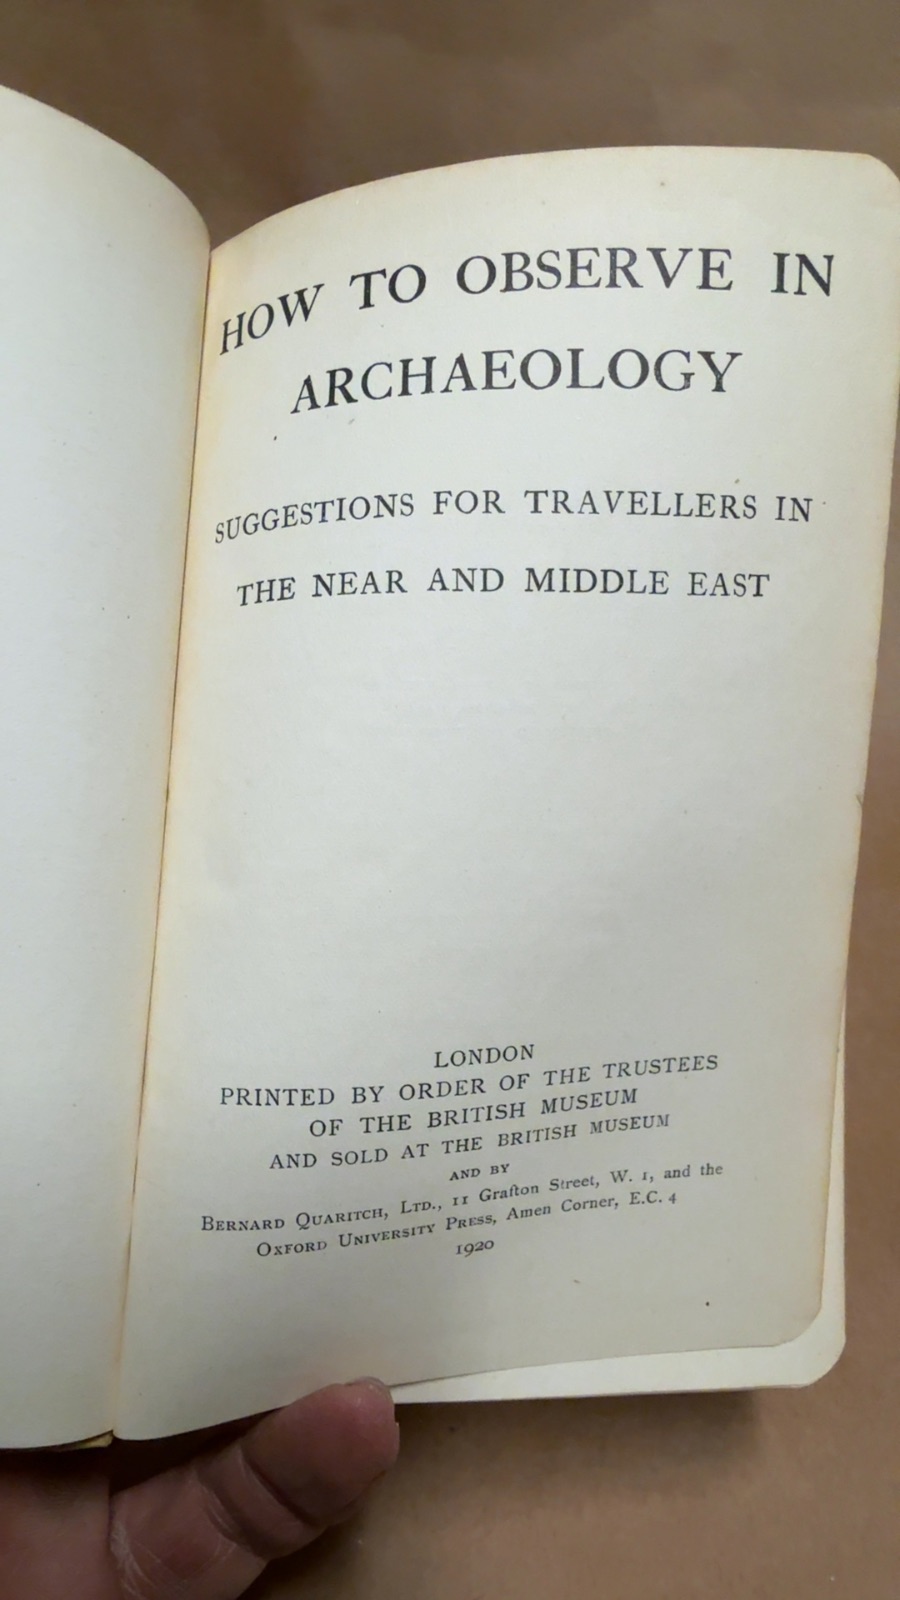 HOW TO OBSERVE IN
ARCHAEOLOGY
SUGGESTIONS FOR TRAVELLERS IN
THE NEAR AND MIDDLE EAST
LONDON
PRINTED BY ORDER OF THE TRUSTEES
OF THE BRITISH MUSEUM
AND SOLD AT THE BRITISH MUSEUM
AND BY
BERNARD QUARITCH, LTD., 11 Grafton Street, W. 1, and the
OXFORD UNIVERSITY PRESS, Amen Corner, E.C. 4
1920